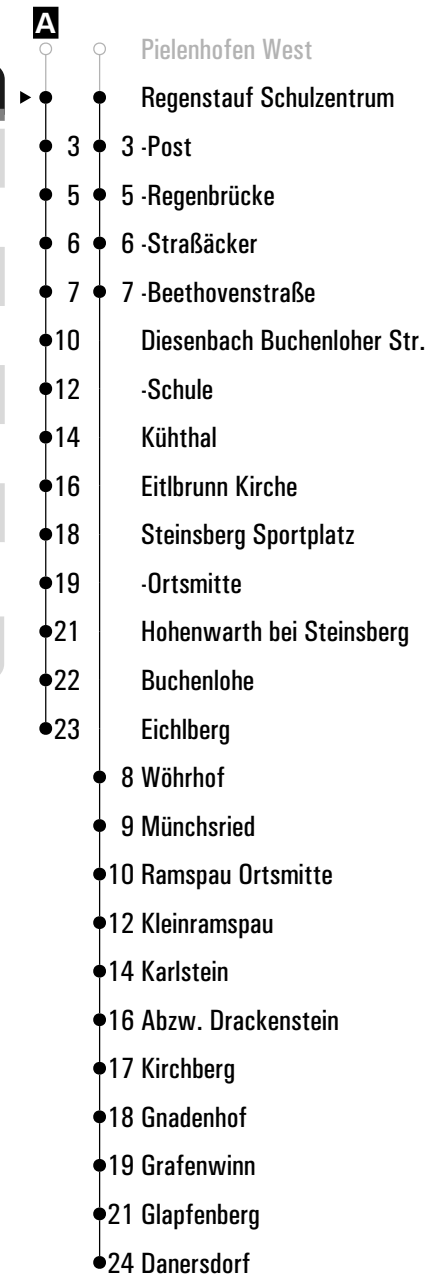 A
Pielenhofen West
Regenstauf Schulzentrum
3 3 -Post
5 5 -Regenbrücke
6 6 -Straßäcker
7 7 -Beethovenstraße
10 Diesenbach Buchenloher Str.
12 -Schule
14 Kühthal
16 Eitlbrunn Kirche
18 Steinsberg Sportplatz
19 -Ortsmitte
21 Hohenwarth bei Steinsberg
22 Buchenlohe
23 Eichlberg
8 Wöhrhof
9 Münchsried
10 Ramspau Ortsmitte
12 Kleinramspau
14 Karlstein
16 Abzw. Drackenstein
17 Kirchberg
18 Gnadenhof
19 Grafenwinn
21 Glapfenberg
24 Danersdorf